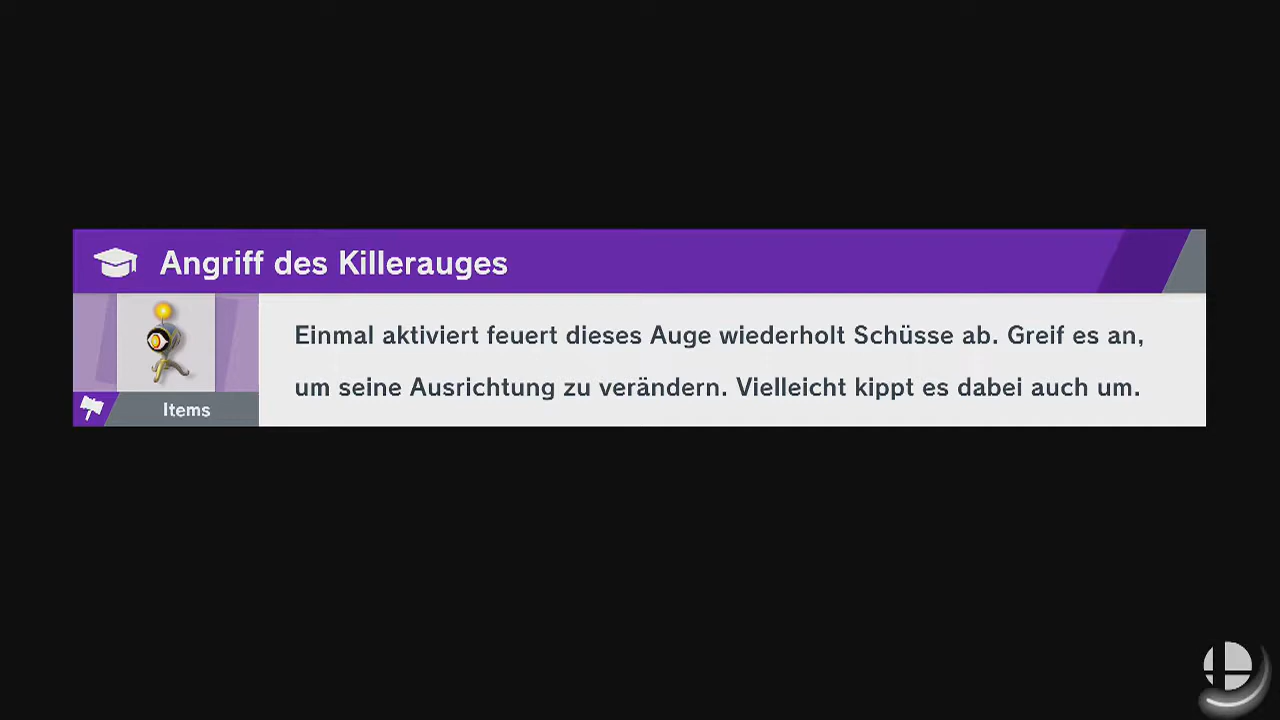 Angriff des Killerauges
Einmal aktiviert feuert dieses Auge wiederholt Schüsse ab. Greif es an,
um seine Ausrichtung zu verändern. Vielleicht kippt es dabei auch um.
Items